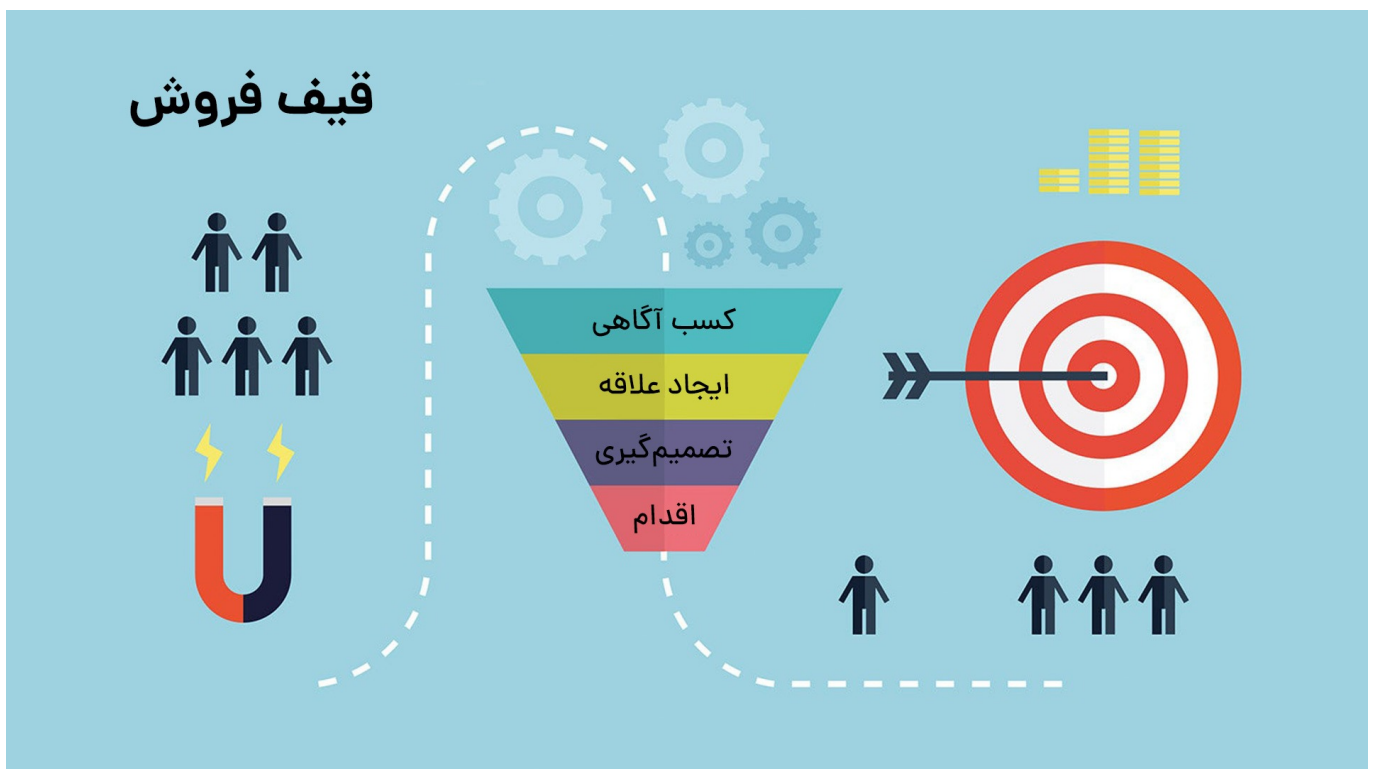 قیف فروش
کسب آگاهی
ایجاد علاقه
تصمیم‌گیری
اقدام